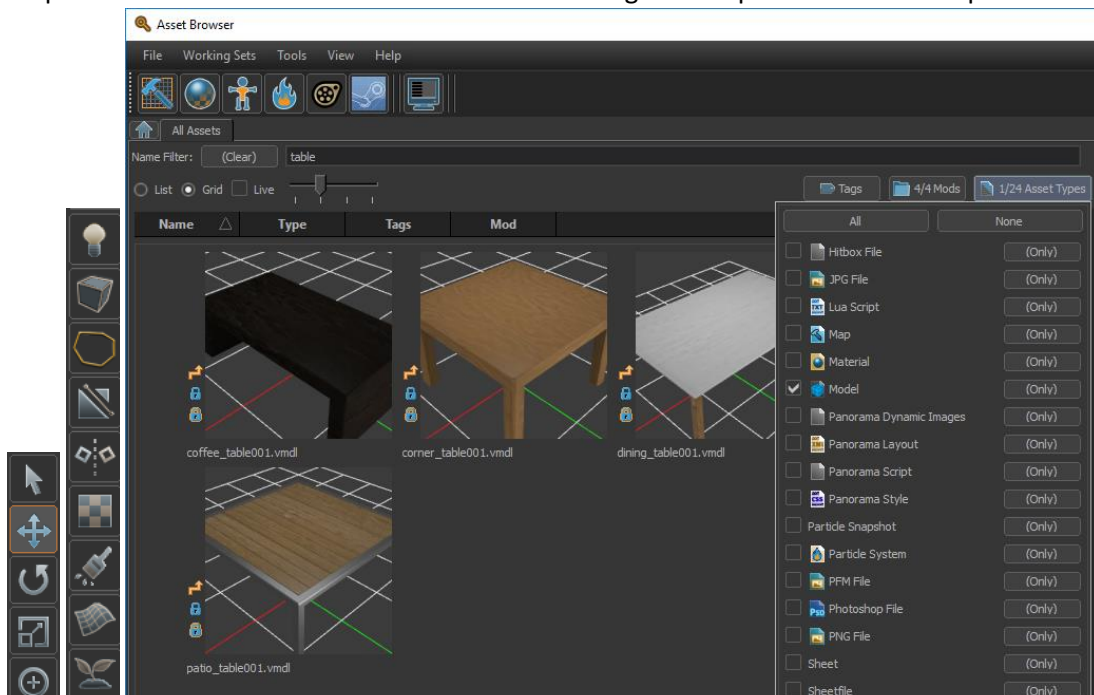 Asset Browser
File Working Sets Tools View Help
All Assets
Name Filter: (Clear) table
List Grid Live Tags 4/4 Mods 1/24 Asset Types
Name Type Tags Mod
All None
Hitbox File (Only)
JPG File (Only)
Lua Script (Only)
Map (Only)
Material (Only)
Model (Only)
Panorama Dynamic Images (Only)
coffee_table001.vmdl corner_table001.vmdl dining_table001.vmdl
Panorama Layout (Only)
Panorama Script (Only)
Panorama Style (Only)
Particle Snapshot (Only)
Particle System (Only)
PFM File (Only)
Photoshop File (Only)
PNG File (Only)
patio_table001.vmdl
Sheet (Only)
Sheetfile (Only)